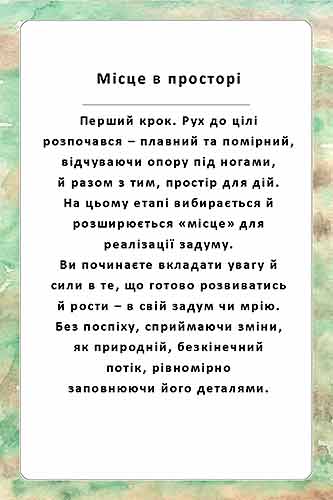 Місце в просторі
Перший крок. Рух до цілі
розпочався – плавний та помірний,
відчуваючи опору під ногами,
й разом з тим, простір для дій.
На цьому етапі вибирається й
розширюється «місце» для
реалізації задуму.
Ви починаєте вкладати увагу й
сили в те, що готово розвиватись
й рости – в свій задум чи мрію.
Без поспіху, сприймаючи зміни,
як природній, безкінечний
потік, рівномірно
заповнюючи його деталями.